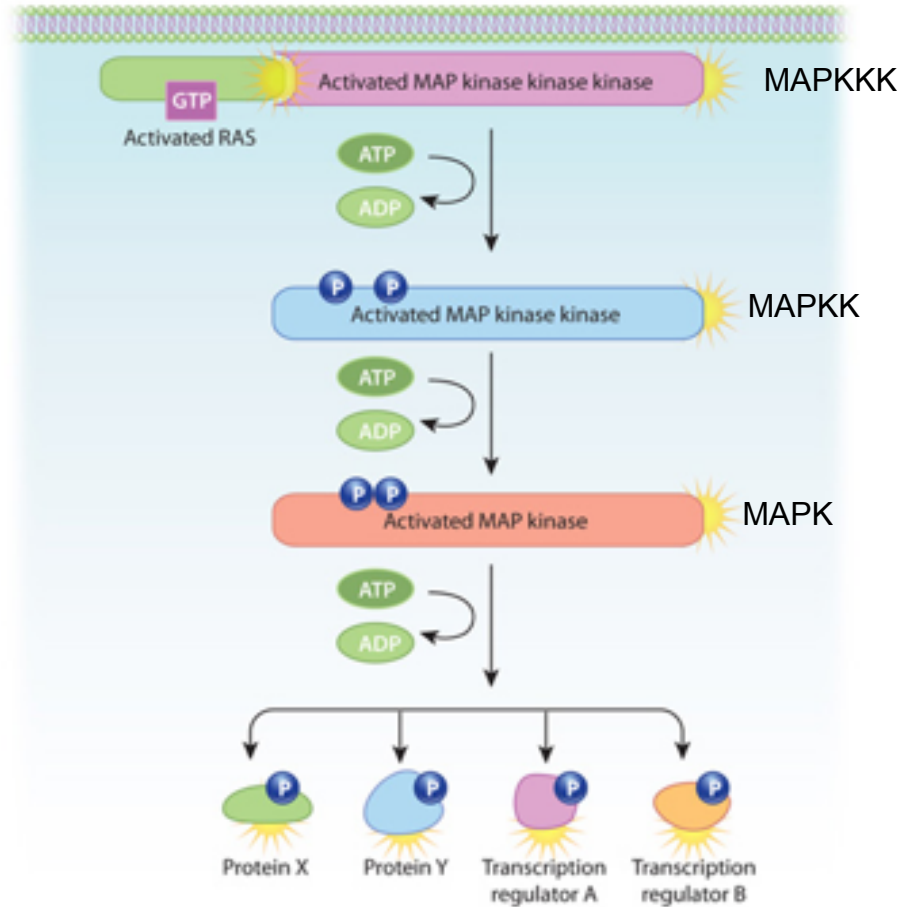 Activated MAP kinase kinase kinase
MAPKKK
GTP
Activated RAS
ATP
ADP
P
P
Activated MAP kinase kinase
MAPKK
ATP
ADP
P
P
Activated MAP kinase
MAPK
ATP
ADP
P
P
P
P
Protein X
Protein Y
Transcription
regulator A
Transcription
regulator B